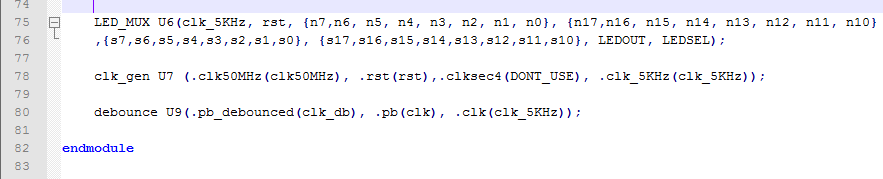 74
75 LED_MUX U6(clk_5KHz, rst, {n7,n6, n5, n4, n3, n2, n1, n0}, {n17,n16, n15, n14, n13, n12, n11, n10}
76 ,{s7,s6,s5,s4,s3,s2,s1,s0}, {s17,s16,s15,s14,s13,s12,s11,s10}, LEDOUT, LEDSEL);
77
78 clk_gen U7 (.clk50MHz(clk50MHz), .rst(rst),.clksec4(DONT_USE), .clk_5KHz(clk_5KHz));
79
80 debounce U9(.pb_debounced(clk_db), .pb(clk), .clk(clk_5KHz));
81
82 endmodule
83